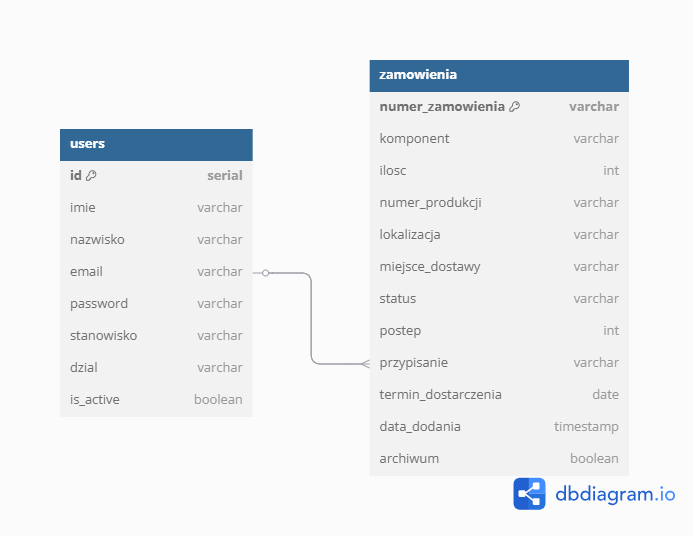 users
id serial
imie varchar
nazwisko varchar
email varchar
password varchar
stanowisko varchar
dzial varchar
is_active boolean
zamowienia
numer_zamowienia varchar
komponent varchar
ilosc int
numer_produkcji varchar
lokalizacja varchar
miejsce_dostawy varchar
status varchar
postep int
przypisanie varchar
termin_dostarczenia date
data_dodania timestamp
archiwum boolean
dbdiagram.io